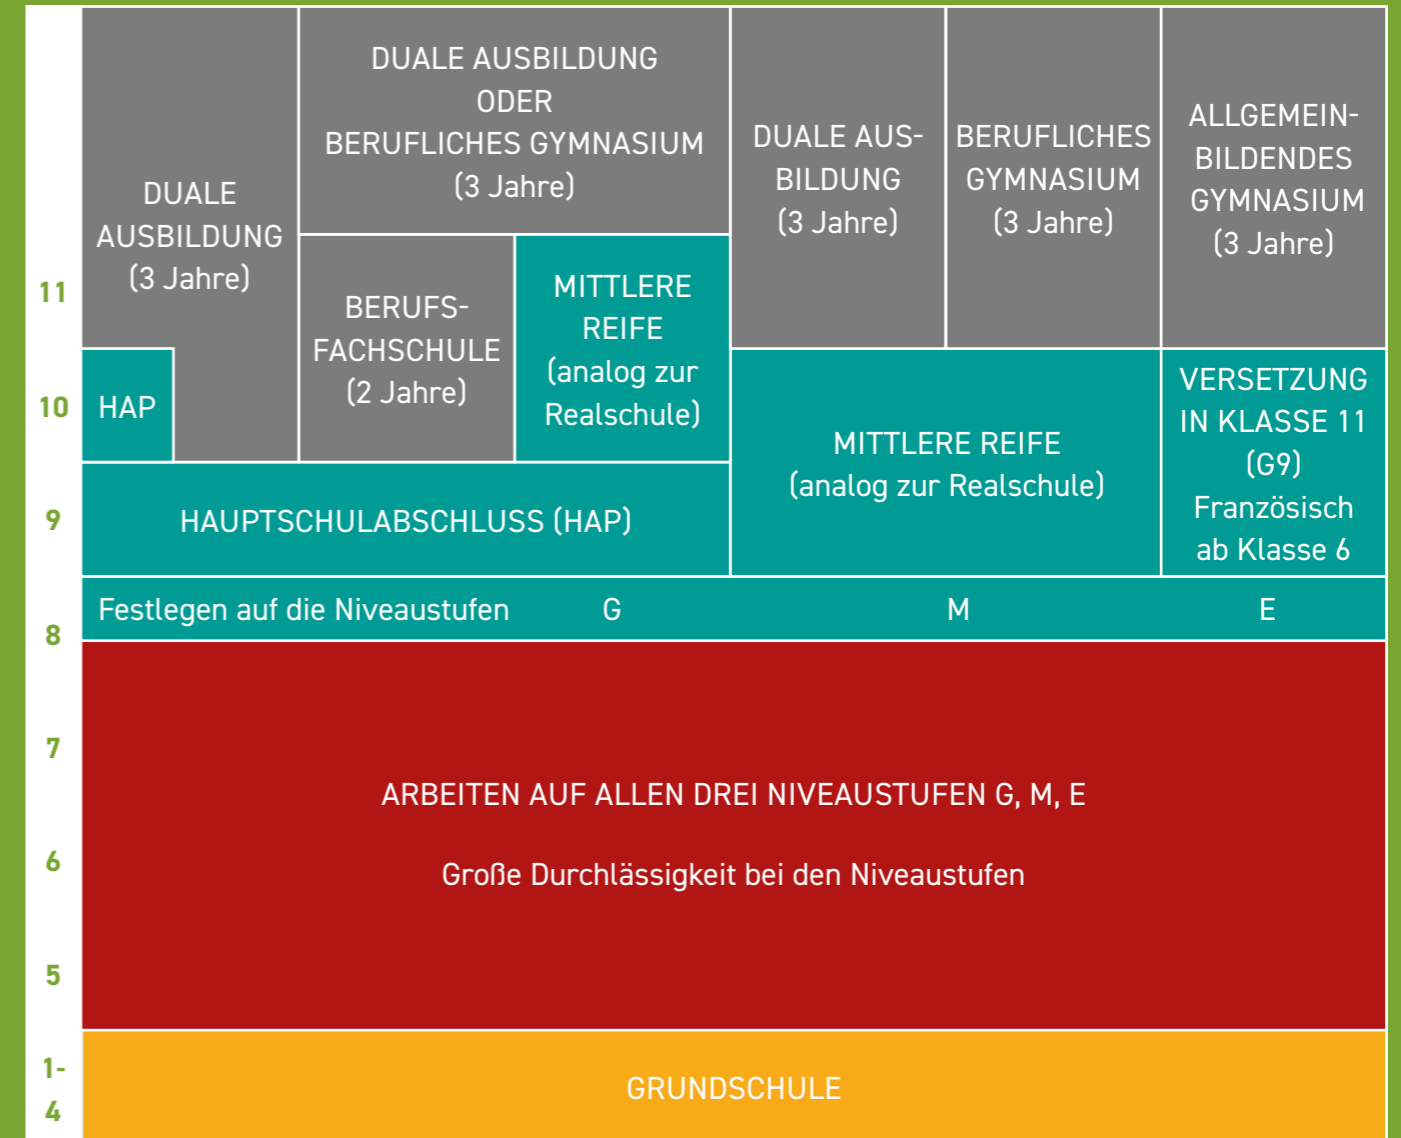 DUALE AUSBILDUNG
ODER
BERUFLICHES GYMNASIUM
(3 Jahre)
DUALE AUS-
BILDUNG
(3 Jahre)
BERUFLICHES
GYMNASIUM
(3 Jahre)
ALLGEMEIN-
BILDENDES
GYMNASIUM
(3 Jahre)
DUALE
AUSBILDUNG
(3 Jahre)
11
BERUFS-
FACHSCHULE
(2 Jahre)
MITTLERE
REIFE
(analog zur
Realschule)
10
HAP
MITTLERE REIFE
(analog zur Realschule)
VERSETZUNG
IN KLASSE 11
(G9)
Französisch
ab Klasse 6
9
HAUPTSCHULABSCHLUSS (HAP)
8
Festlegen auf die Niveaustufen G M E
7
ARBEITEN AUF ALLEN DREI NIVEAUSTUFEN G, M, E
6
Große Durchlässigkeit bei den Niveaustufen
5
1-
4
GRUNDSCHULE